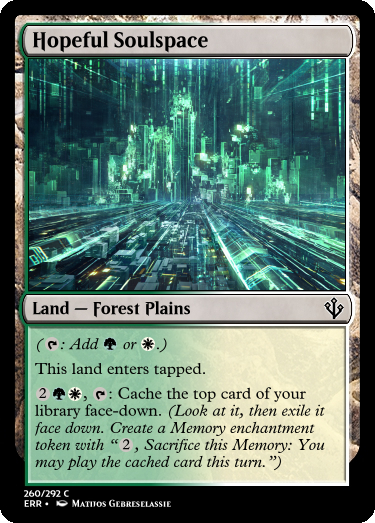 Hopeful Soulspace
Land — Forest Plains
( : Add or .)
This land enters tapped.
2 , : Cache the top card of your
library face-down. (Look at it, then exile it
face down. Create a Memory enchantment
token with “ 2 , Sacrifice this Memory: You
may play the cached card this turn.”)
260/292 C
ERR • Matijos Gebreselassie